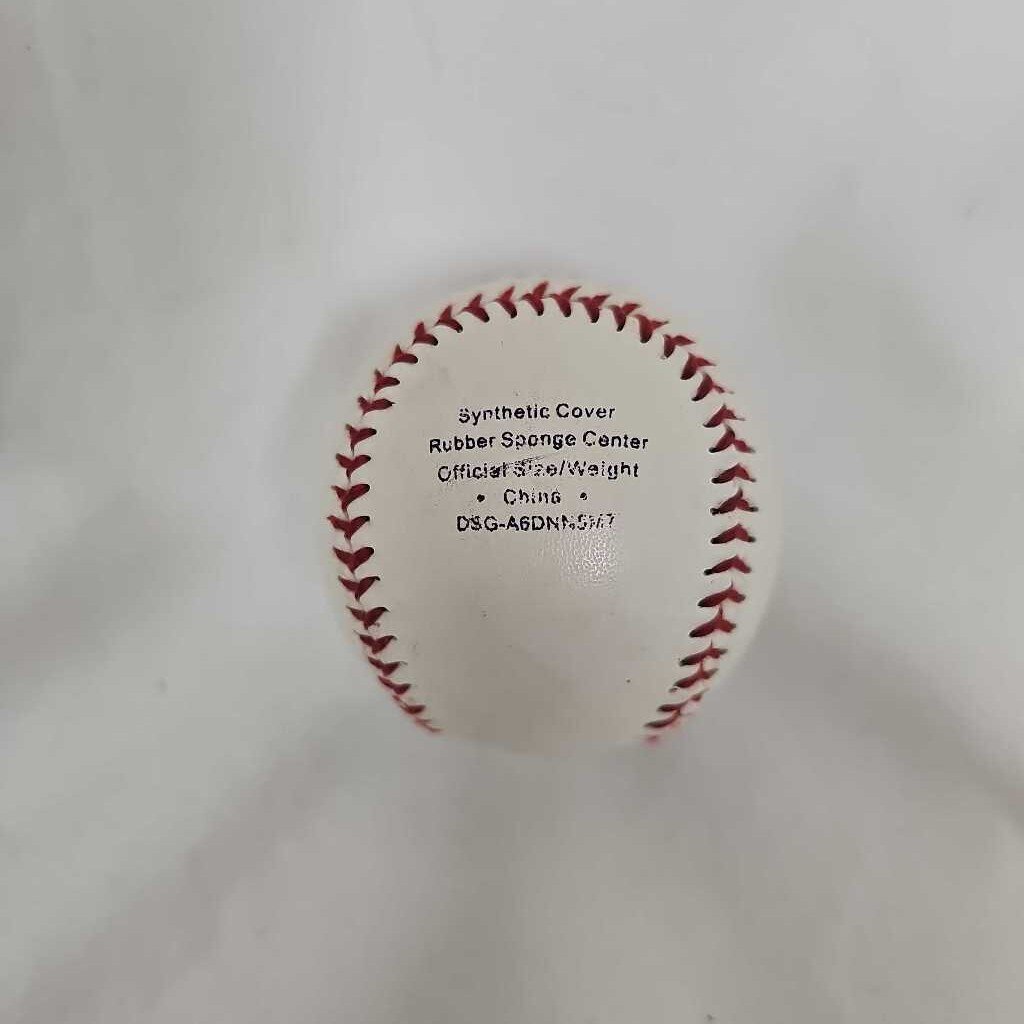 Synthetic Cover
Rubber Sponge Center
Official Size/Weight
• China •